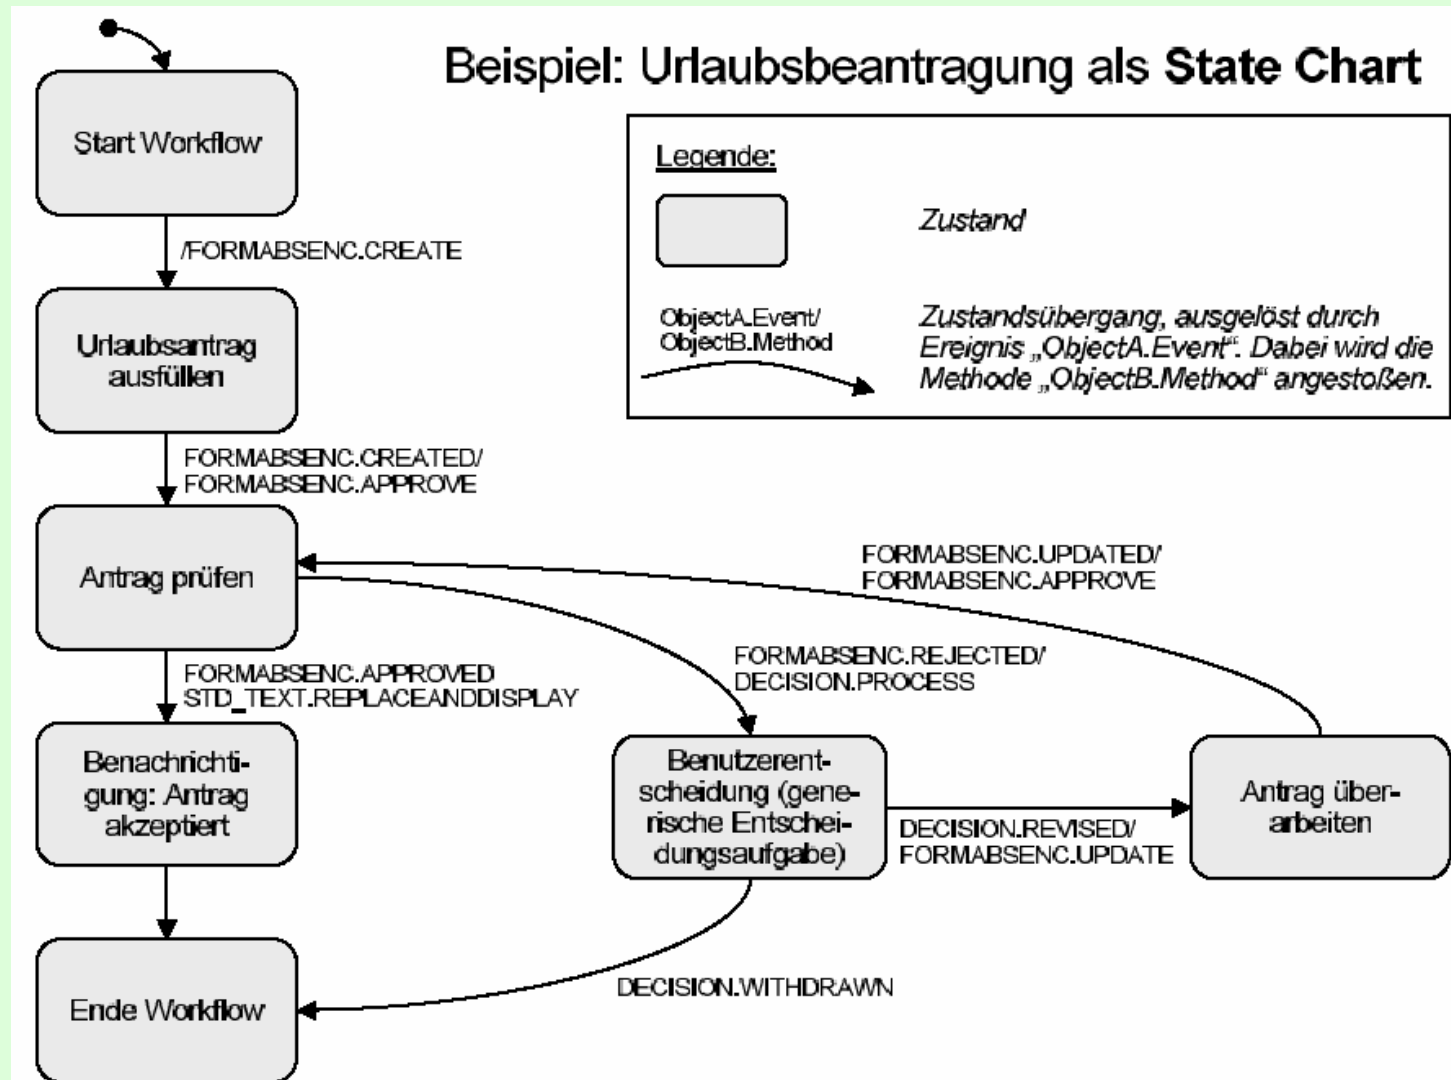 Beispiel: Urlaubsbeantragung als State Chart
Start Workflow
/FORMABSENC.CREATE
Legende:
Zustand
ObjectA.Event/
ObjectB.Method
Zustandsübergang, ausgelöst durch
Ereignis „ObjectA.Event“. Dabei wird die
Methode „ObjectB.Method“ angestoßen.
Urlaubsantrag
ausfüllen
FORMABSENC.CREATED/
FORMABSENC.APPROVE
Antrag prüfen
FORMABSENC.UPDATED/
FORMABSENC.APPROVE
FORMABSENC.REJECTED/
DECISION.PROCESS
FORMABSENC.APPROVED
STD_TEXT.REPLACEANDDISPLAY
Benachrichti-
gung: Antrag
akzeptiert
Benutzerent-
scheidung (gene-
rische Entschei-
dungsaufgabe)
DECISION.REVISED/
FORMABSENC.UPDATE
Antrag über-
arbeiten
DECISION.WITHDRAWN
Ende Workflow